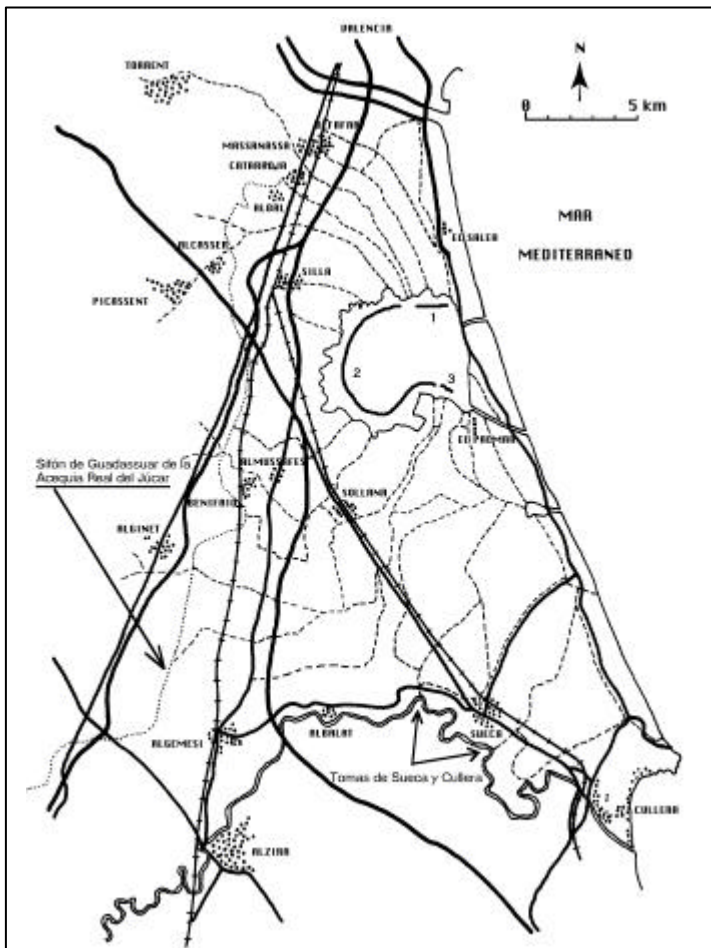 VALENCIA
N
TORRENT
0 5 km
ALFAFAR
MASSANASSA
CATARROJA
ALBAL
MAR
MEDITERRANEO
EL SALER
ALCASSER
SILLA
PICASSENT
1
2
3
EL PALMAR
Sifón de Guadassuar de la
Acequia Real del Júcar
ALMUSSAFES
BENIFAIO
SOLLANA
ALGINET
ALGEMESI
ALBALAT
SUECA
Tomas de Sueca y Cullera
CULLERA
ALZIRA